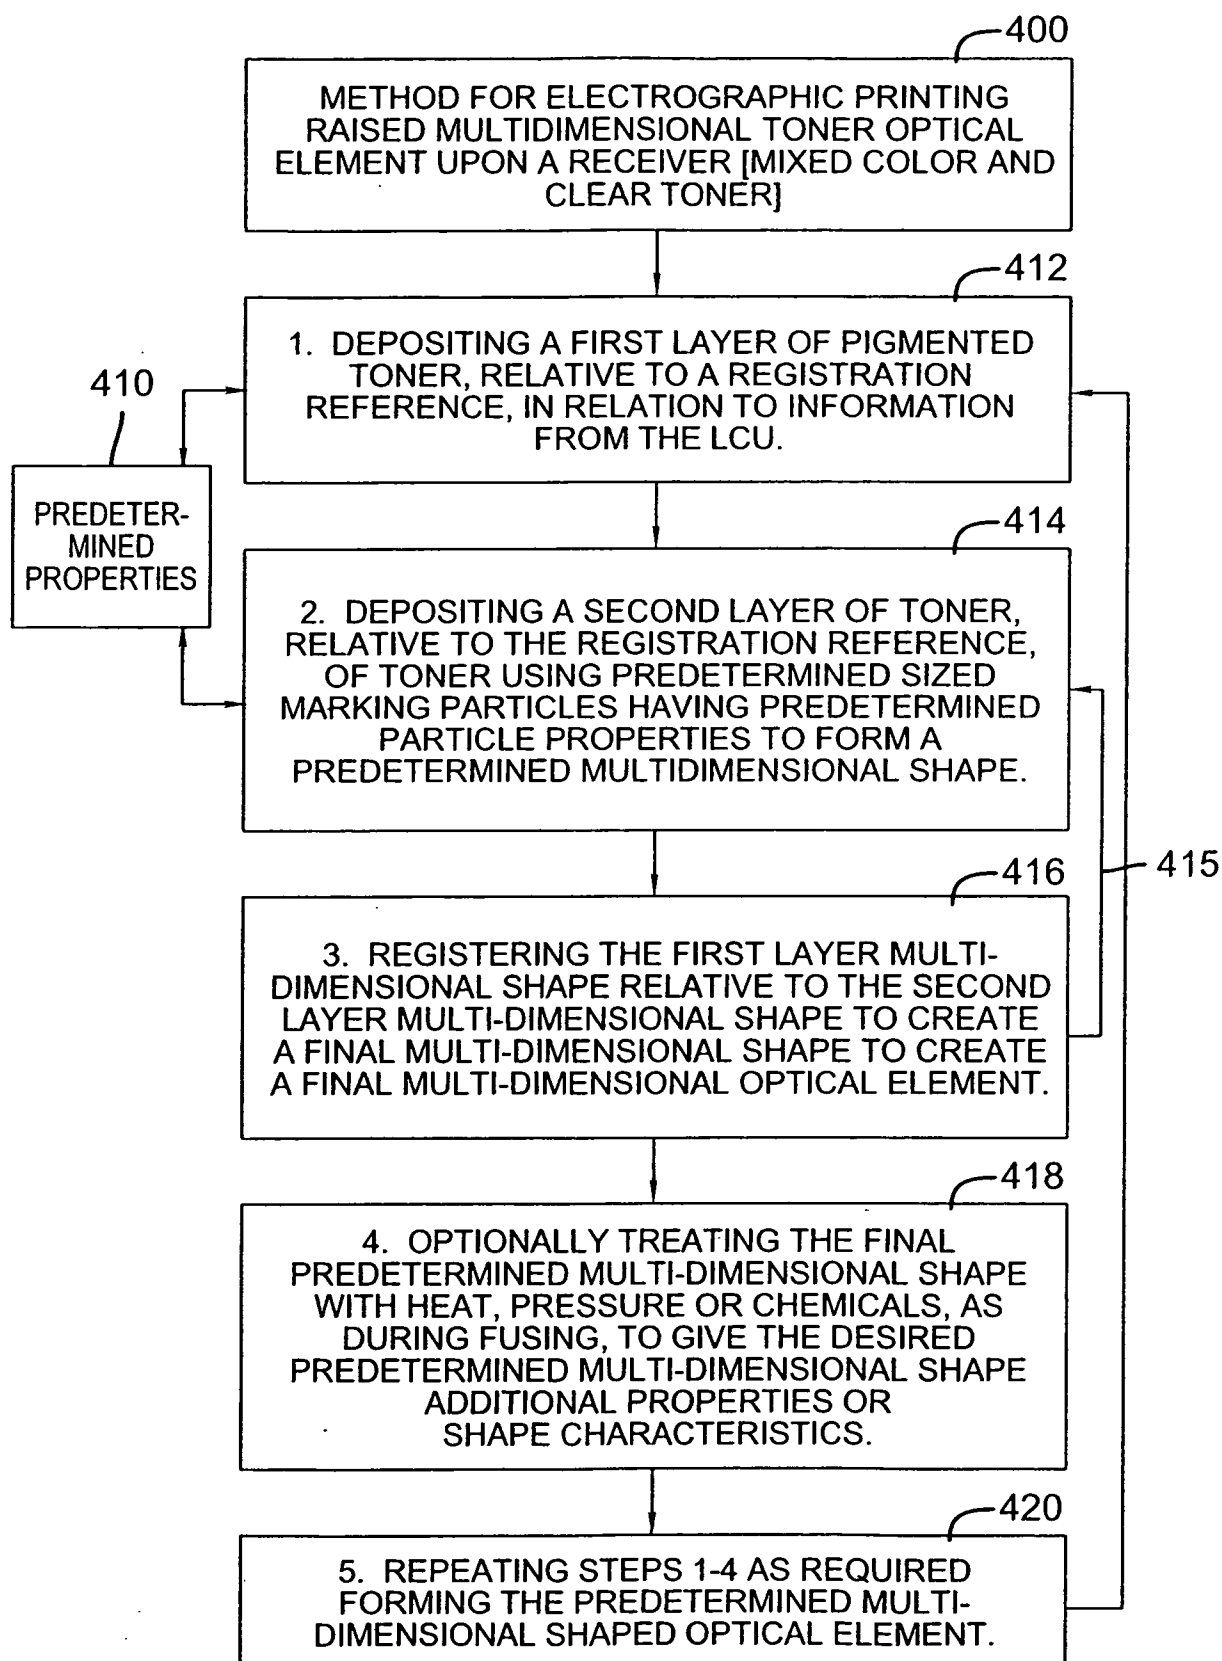 400
METHOD FOR ELECTROGRAPHIC PRINTING
RAISED MULTIDIMENSIONAL TONER OPTICAL
ELEMENT UPON A RECEIVER [MIXED COLOR AND
CLEAR TONER]
412
1. DEPOSITING A FIRST LAYER OF PIGMENTED
TONER, RELATIVE TO A REGISTRATION
REFERENCE, IN RELATION TO INFORMATION
FROM THE LCU.
410
PREDETER-
MINED
PROPERTIES
414
2. DEPOSITING A SECOND LAYER OF TONER,
RELATIVE TO THE REGISTRATION REFERENCE,
OF TONER USING PREDETERMINED SIZED
MARKING PARTICLES HAVING PREDETERMINED
PARTICLE PROPERTIES TO FORM A
PREDETERMINED MULTIDIMENSIONAL SHAPE.
415
416
3. REGISTERING THE FIRST LAYER MULTI-
DIMENSIONAL SHAPE RELATIVE TO THE SECOND
LAYER MULTI-DIMENSIONAL SHAPE TO CREATE
A FINAL MULTI-DIMENSIONAL SHAPE TO CREATE
A FINAL MULTI-DIMENSIONAL OPTICAL ELEMENT.
418
4. OPTIONALLY TREATING THE FINAL
PREDETERMINED MULTI-DIMENSIONAL SHAPE
WITH HEAT, PRESSURE OR CHEMICALS, AS
DURING FUSING, TO GIVE THE DESIRED
PREDETERMINED MULTI-DIMENSIONAL SHAPE
ADDITIONAL PROPERTIES OR
SHAPE CHARACTERISTICS.
420
5. REPEATING STEPS 1-4 AS REQUIRED
FORMING THE PREDETERMINED MULTI-
DIMENSIONAL SHAPED OPTICAL ELEMENT.